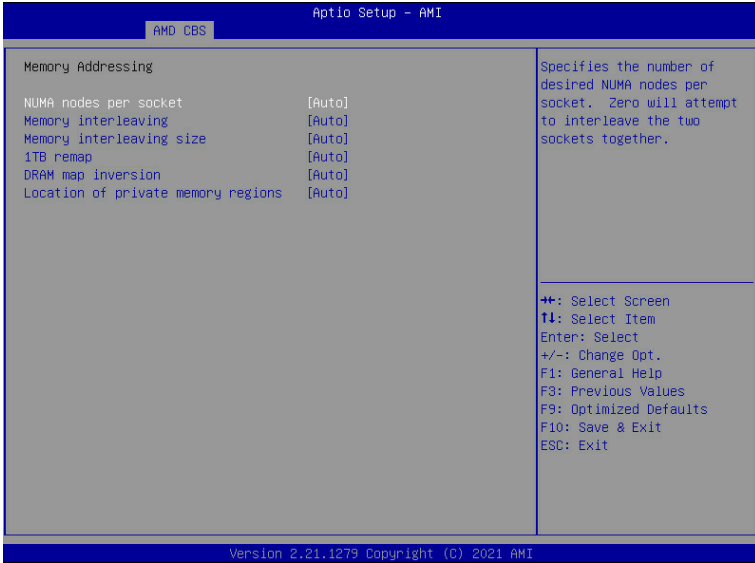 Aptio Setup – AMI
AMD CBS
Memory Addressing
NUMA nodes per socket [Auto]
Memory interleaving [Auto]
Memory interleaving size [Auto]
1TB remap [Auto]
DRAM map inversion [Auto]
Location of private memory regions [Auto]
Specifies the number of
desired NUMA nodes per
socket. Zero will attempt
to interleave the two
sockets together.
→←: Select Screen
↑↓: Select Item
Enter: Select
+/-: Change Opt.
F1: General Help
F3: Previous Values
F9: Optimized Defaults
F10: Save & Exit
ESC: Exit
Version 2.21.1279 Copyright (C) 2021 AMI